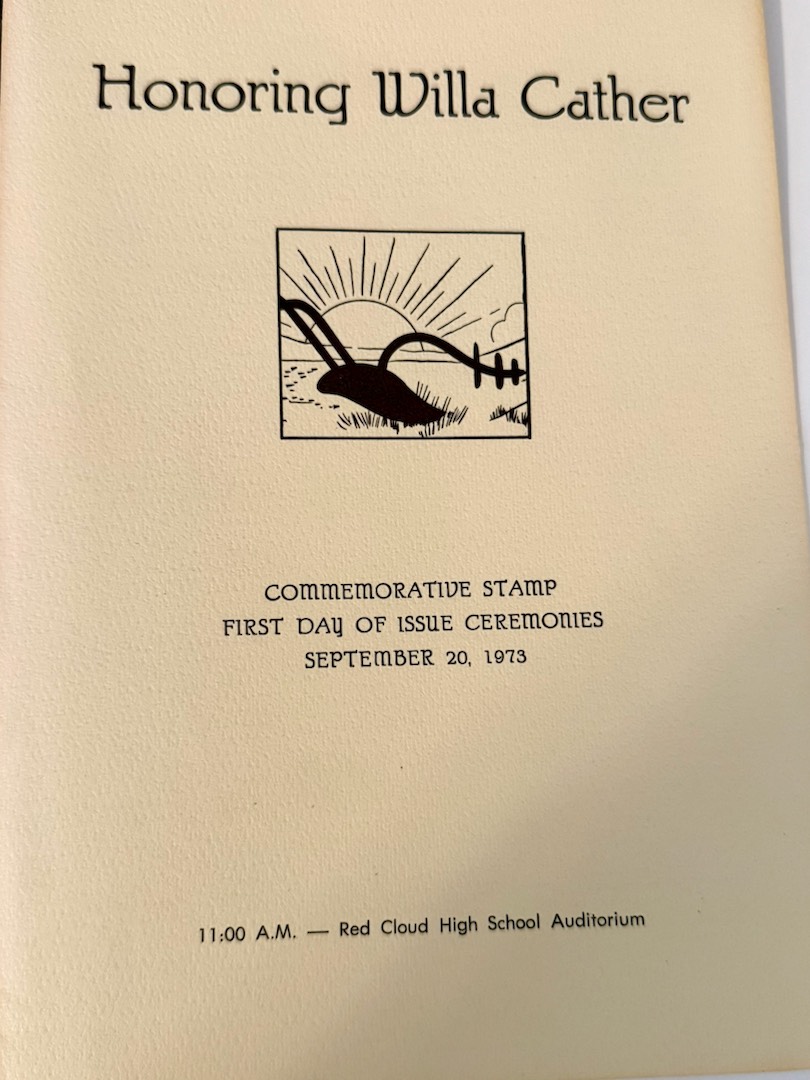 Honoring Willa Cather
COMMEMORATIVE STAMP
FIRST DAY OF ISSUE CEREMONIES
SEPTEMBER 20, 1973
11:00 A.M. — Red Cloud High School Auditorium